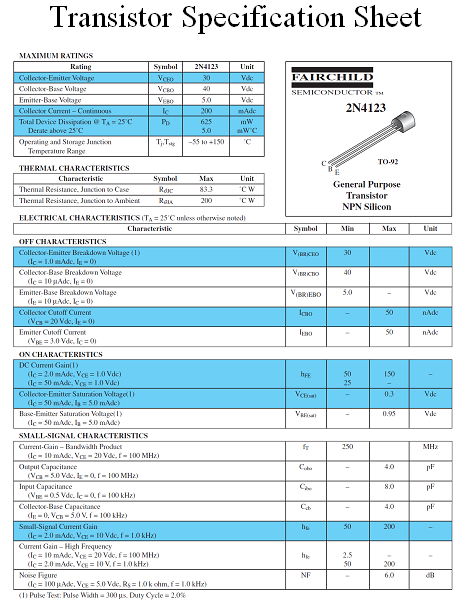 Transistor Specification Sheet
MAXIMUM RATINGS
Rating Symbol 2N4123 Unit
Collector-Emitter Voltage VCEO 30 Vdc
Collector-Base Voltage VCBO 40 Vdc
Emitter-Base Voltage VEBO 5.0 Vdc
Collector Current – Continuous IC 200 mAdc
Total Device Dissipation @ TA = 25˚C PD 625 mW
Derate above 25˚C 5.0 mW˚C
Operating and Storage Junction Tj,Tstg –55 to +150 ˚C
Temperature Range
FAIRCHILD
SEMICONDUCTOR TM
2N4123
C
B
E
TO-92
General Purpose
Transistor
NPN Silicon
THERMAL CHARACTERISTICS
Characteristic Symbol Max Unit
Thermal Resistance, Junction to Case RθJC 83.3 ˚C W
Thermal Resistance, Junction to Ambient RθJA 200 ˚C W
ELECTRICAL CHARACTERISTICS (TA = 25˚C unless otherwise noted)
Characteristic Symbol Min Max Unit
OFF CHARACTERISTICS
Collector-Emitter Breakdown Voltage (1) V(BR)CEO 30 Vdc
(IC = 1.0 mAdc, IE = 0)
Collector-Base Breakdown Voltage V(BR)CBO 40 Vdc
(IC = 10 µAdc, IE = 0)
Emitter-Base Breakdown Voltage V(BR)EBO 5.0 – Vdc
(IE = 10 µAdc, IC = 0)
Collector Cutoff Current ICBO – 50 nAdc
(VCB = 20 Vdc, IE = 0)
Emitter Cutoff Current IEBO – 50 nAdc
(VBE = 3.0 Vdc, IC = 0)
ON CHARACTERISTICS
DC Current Gain(1)
(IC = 2.0 mAdc, VCE = 1.0 Vdc) hFE 50 150 –
(IC = 50 mAdc, VCE = 1.0 Vdc) 25 –
Collector-Emitter Saturation Voltage(1) VCE(sat) – 0.3 Vdc
(IC = 50 mAdc, IB = 5.0 mAdc)
Base-Emitter Saturation Voltage(1) VBE(sat) – 0.95 Vdc
(IC = 50 mAdc, IB = 5.0 mAdc)
SMALL-SIGNAL CHARACTERISTICS
Current-Gain – Bandwidth Product fT 250 MHz
(IC = 10 mAdc, VCE = 20 Vdc, f = 100 MHz)
Output Capacitance Cobo – 4.0 pF
(VCB = 5.0 Vdc, IE = 0, f = 100 MHz)
Input Capacitance Cibo – 8.0 pF
(VBE = 0.5 Vdc, IC = 0, f = 100 kHz)
Collector-Base Capacitance Ccb – 4.0 pF
(IE = 0, VCB = 5.0 V, f = 100 kHz)
Small-Signal Current Gain hfe 50 200 –
(IC = 2.0 mAdc, VCE = 10 Vdc, f = 1.0 kHz)
Current Gain – High Frequency
(IC = 10 mAdc, VCE = 20 Vdc, f = 100 MHz) hfe 2.5 – –
(IC = 2.0 mAdc, VCE = 10 V, f = 1.0 kHz) 50 200
Noise Figure NF – 6.0 dB
(IC = 100 µAdc, VCE = 5.0 Vdc, RS = 1.0 k ohm, f = 1.0 kHz)
(1) Pulse Test: Pulse Width = 300 µs, Duty Cycle = 2.0%